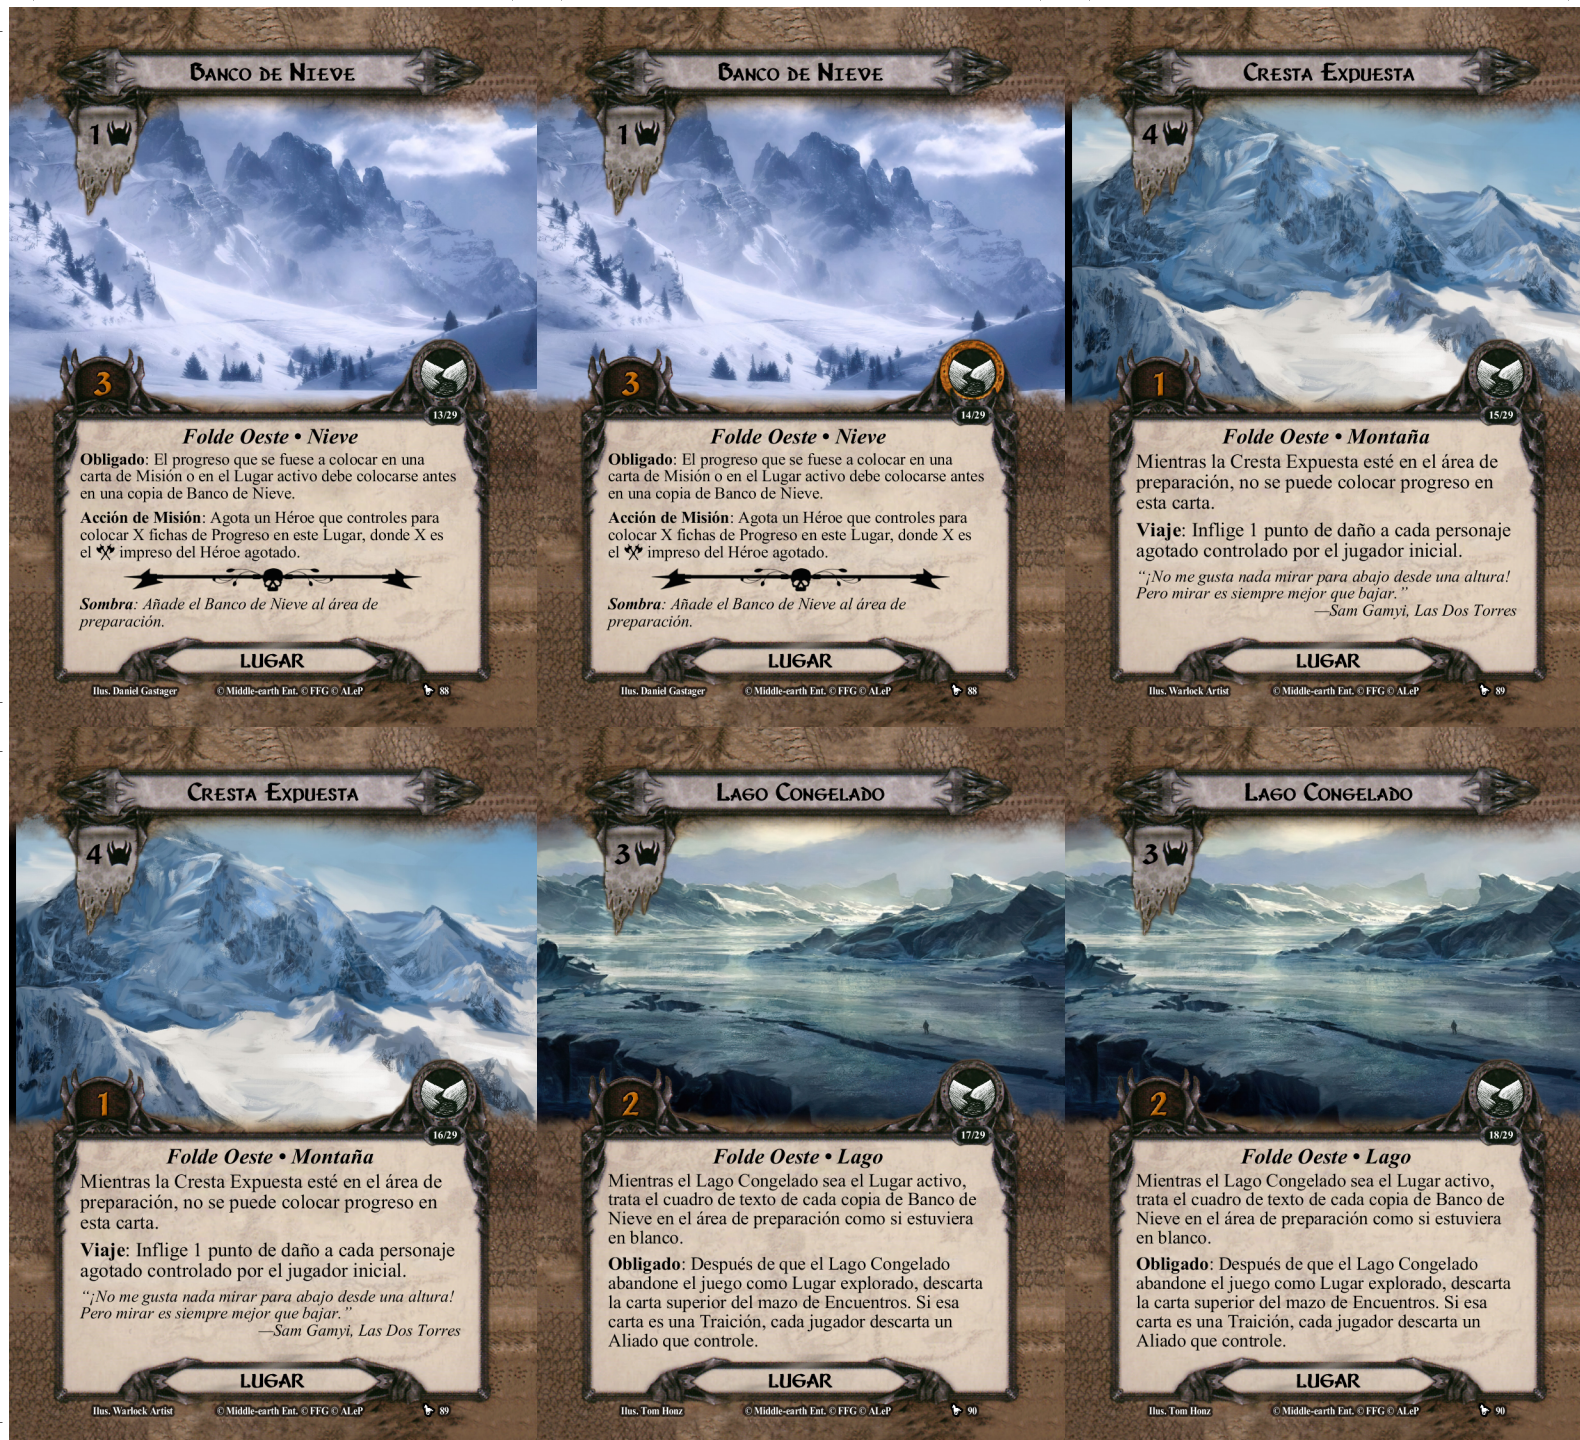 Banco de Nieve
1
3
13/29
Folde Oeste • Nieve
Obligado: El progreso que se fuese a colocar en una
carta de Misión o en el Lugar activo debe colocarse antes
en una copia de Banco de Nieve.
Acción de Misión: Agota un Héroe que controles para
colocar X fichas de Progreso en este Lugar, donde X es
el impreso del Héroe agotado.
Sombra: Añade el Banco de Nieve al área de
preparación.
LUGAR
Ilus. Daniel Gastager © Middle-earth Ent. © FFG © ALeP 88
Banco de Nieve
1
3
14/29
Folde Oeste • Nieve
Obligado: El progreso que se fuese a colocar en una
carta de Misión o en el Lugar activo debe colocarse antes
en una copia de Banco de Nieve.
Acción de Misión: Agota un Héroe que controles para
colocar X fichas de Progreso en este Lugar, donde X es
el impreso del Héroe agotado.
Sombra: Añade el Banco de Nieve al área de
preparación.
LUGAR
Ilus. Daniel Gastager © Middle-earth Ent. © FFG © ALeP 88
Cresta Expuesta
4
1
15/29
Folde Oeste • Montaña
Mientras la Cresta Expuesta esté en el área de
preparación, no se puede colocar progreso en
esta carta.
Viaje: Inflige 1 punto de daño a cada personaje
agotado controlado por el jugador inicial.
“¡No me gusta nada mirar para abajo desde una altura!
Pero mirar es siempre mejor que bajar.”
—Sam Gamyi, Las Dos Torres
LUGAR
Ilus. Warlock Artist © Middle-earth Ent. © FFG © ALeP 89
Cresta Expuesta
4
1
16/29
Folde Oeste • Montaña
Mientras la Cresta Expuesta esté en el área de
preparación, no se puede colocar progreso en
esta carta.
Viaje: Inflige 1 punto de daño a cada personaje
agotado controlado por el jugador inicial.
“¡No me gusta nada mirar para abajo desde una altura!
Pero mirar es siempre mejor que bajar.”
—Sam Gamyi, Las Dos Torres
LUGAR
Ilus. Warlock Artist © Middle-earth Ent. © FFG © ALeP 89
Lago Congelado
3
2
17/29
Folde Oeste • Lago
Mientras el Lago Congelado sea el Lugar activo,
trata el cuadro de texto de cada copia de Banco de
Nieve en el área de preparación como si estuviera
en blanco.
Obligado: Después de que el Lago Congelado
abandone el juego como Lugar explorado, descarta
la carta superior del mazo de Encuentros. Si esa
carta es una Traición, cada jugador descarta un
Aliado que controle.
LUGAR
Ilus. Tom Honz © Middle-earth Ent. © FFG © ALeP 90
Lago Congelado
3
2
18/29
Folde Oeste • Lago
Mientras el Lago Congelado sea el Lugar activo,
trata el cuadro de texto de cada copia de Banco de
Nieve en el área de preparación como si estuviera
en blanco.
Obligado: Después de que el Lago Congelado
abandone el juego como Lugar explorado, descarta
la carta superior del mazo de Encuentros. Si esa
carta es una Traición, cada jugador descarta un
Aliado que controle.
LUGAR
Ilus. Tom Honz © Middle-earth Ent. © FFG © ALeP 90